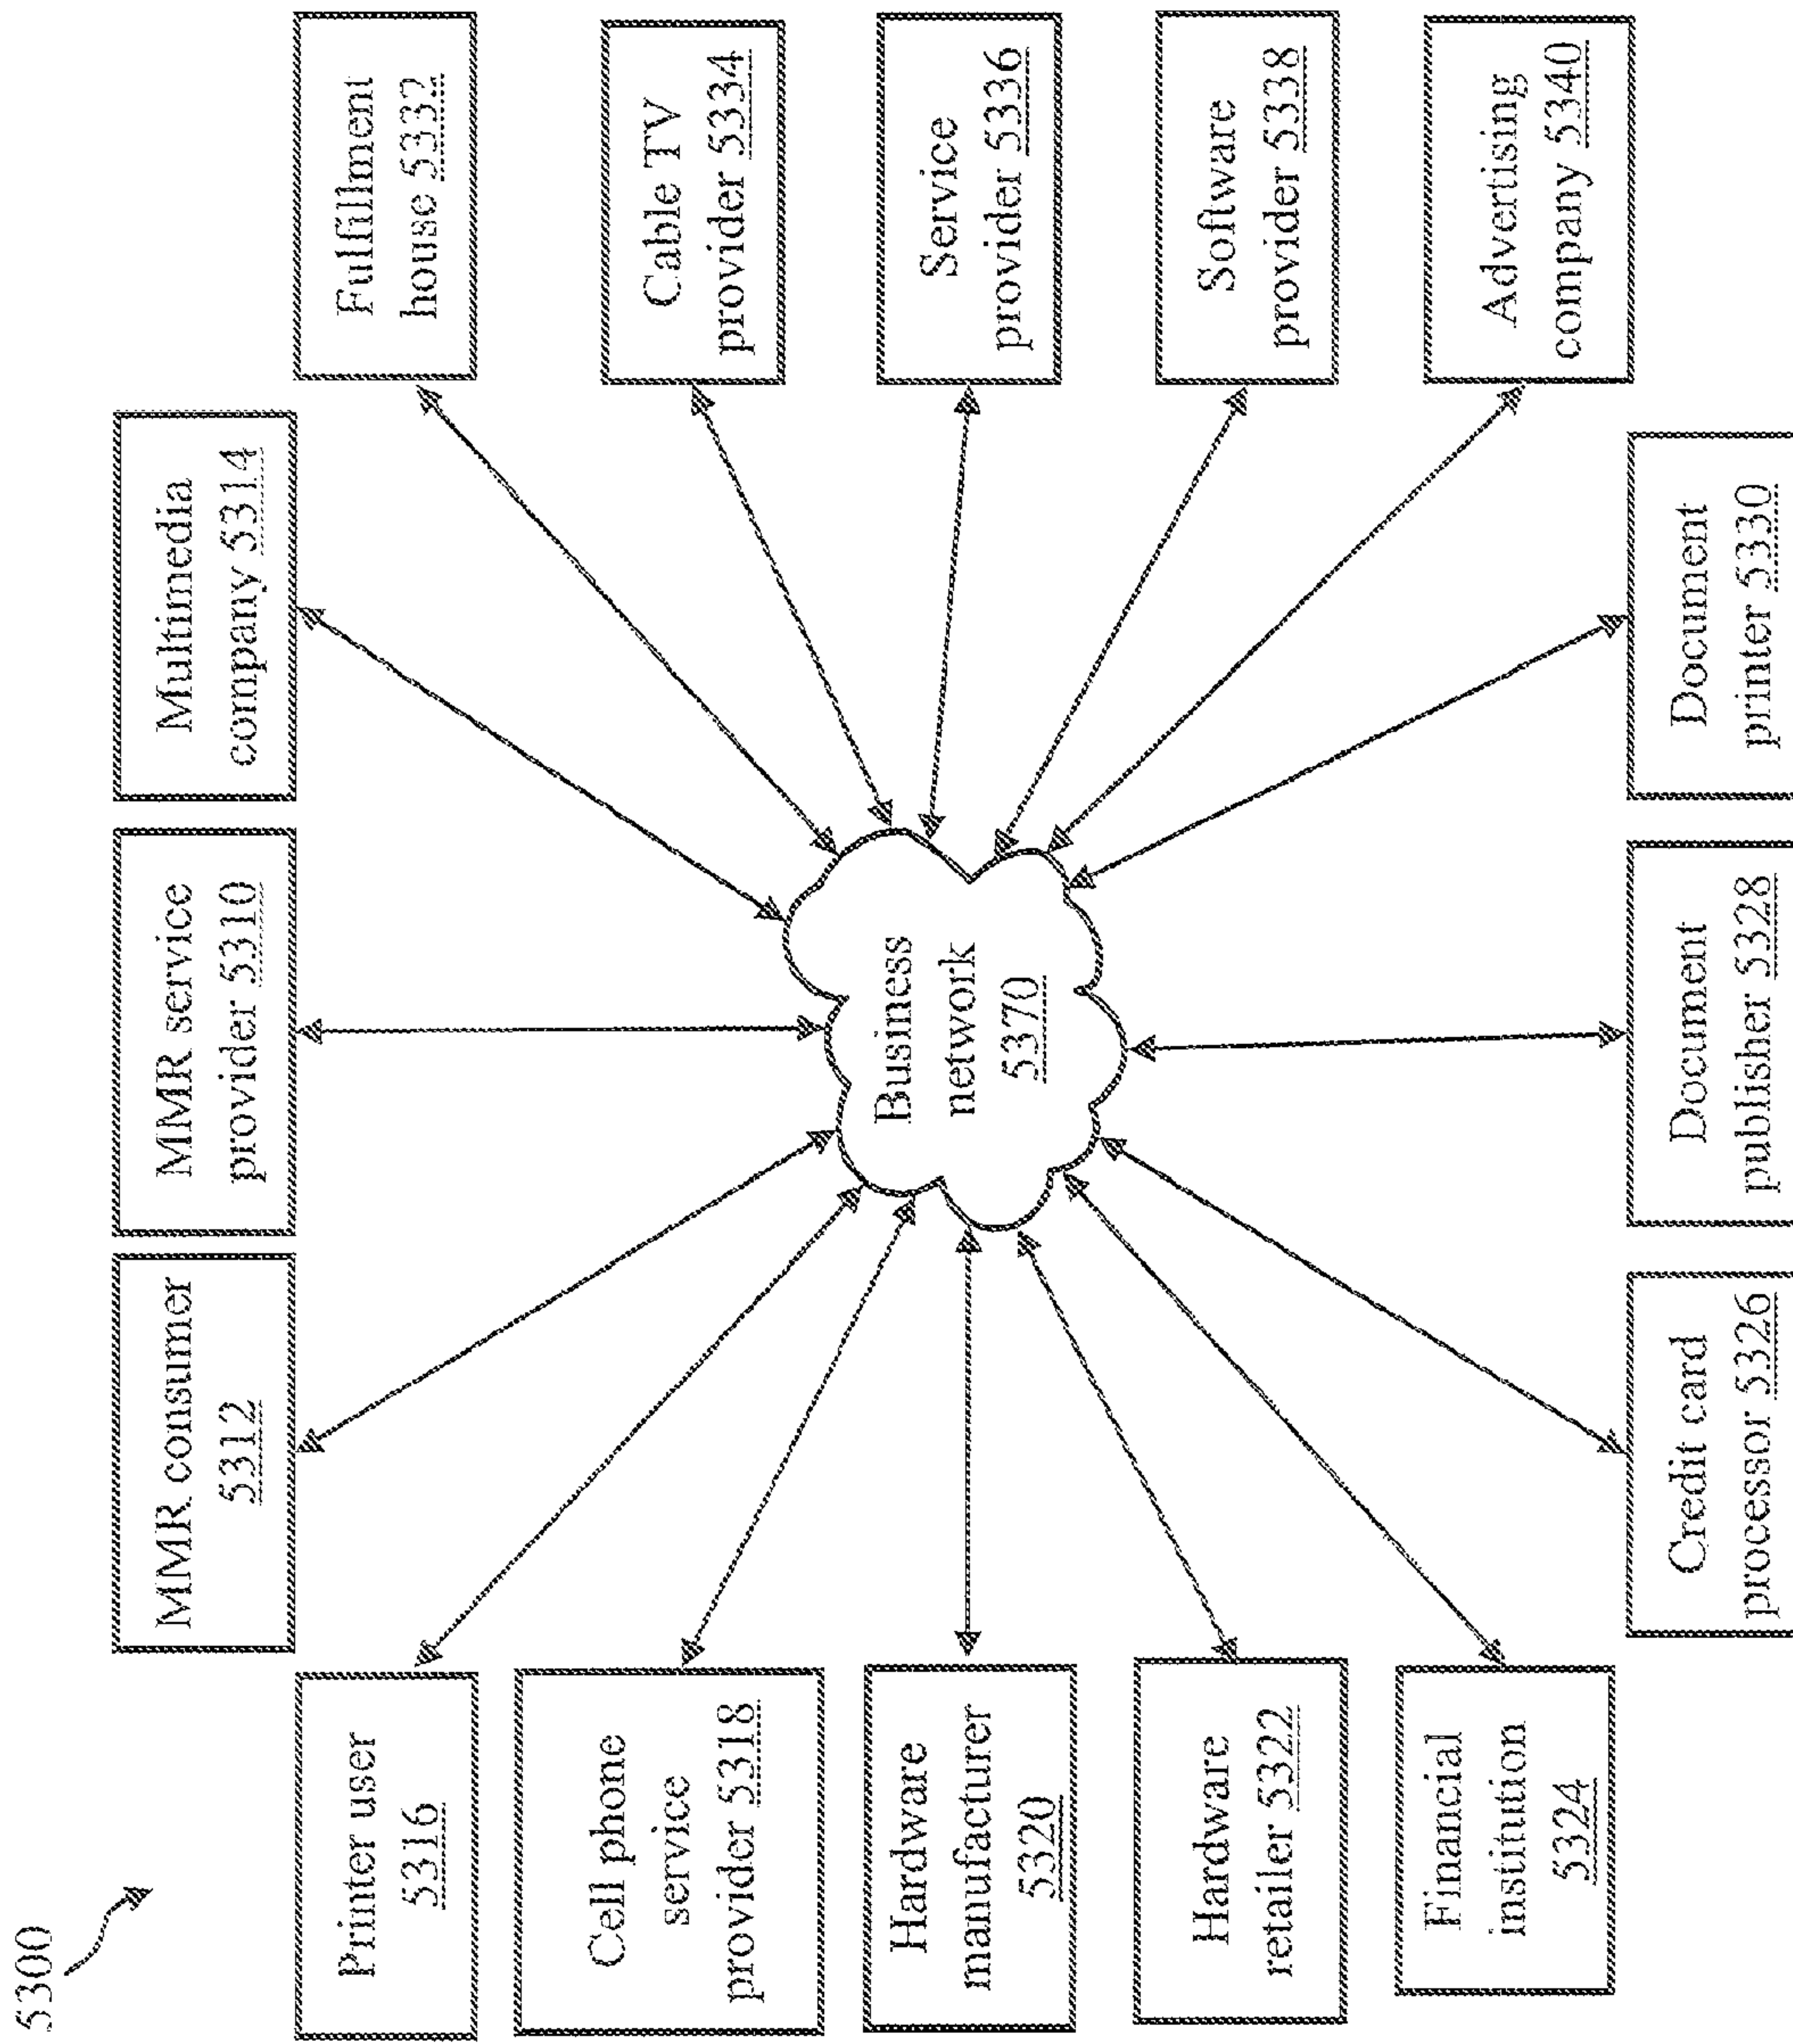 5300
MMR consumer
5312
MMR service
provider 5310
Multimedia
company 5314
Printer user
5316
Cell phone
service
provider 5318
Hardware
manufacturer
5320
Hardware
retailer 5322
Financial
institution
5324
Business
network
5370
Fulfillment
house 5332
Cable TV
provider 5334
Service
provider 5336
Software
provider 5338
Advertising
company 5340
Credit card
processor 5326
Document
publisher 5328
Document
printer 5330